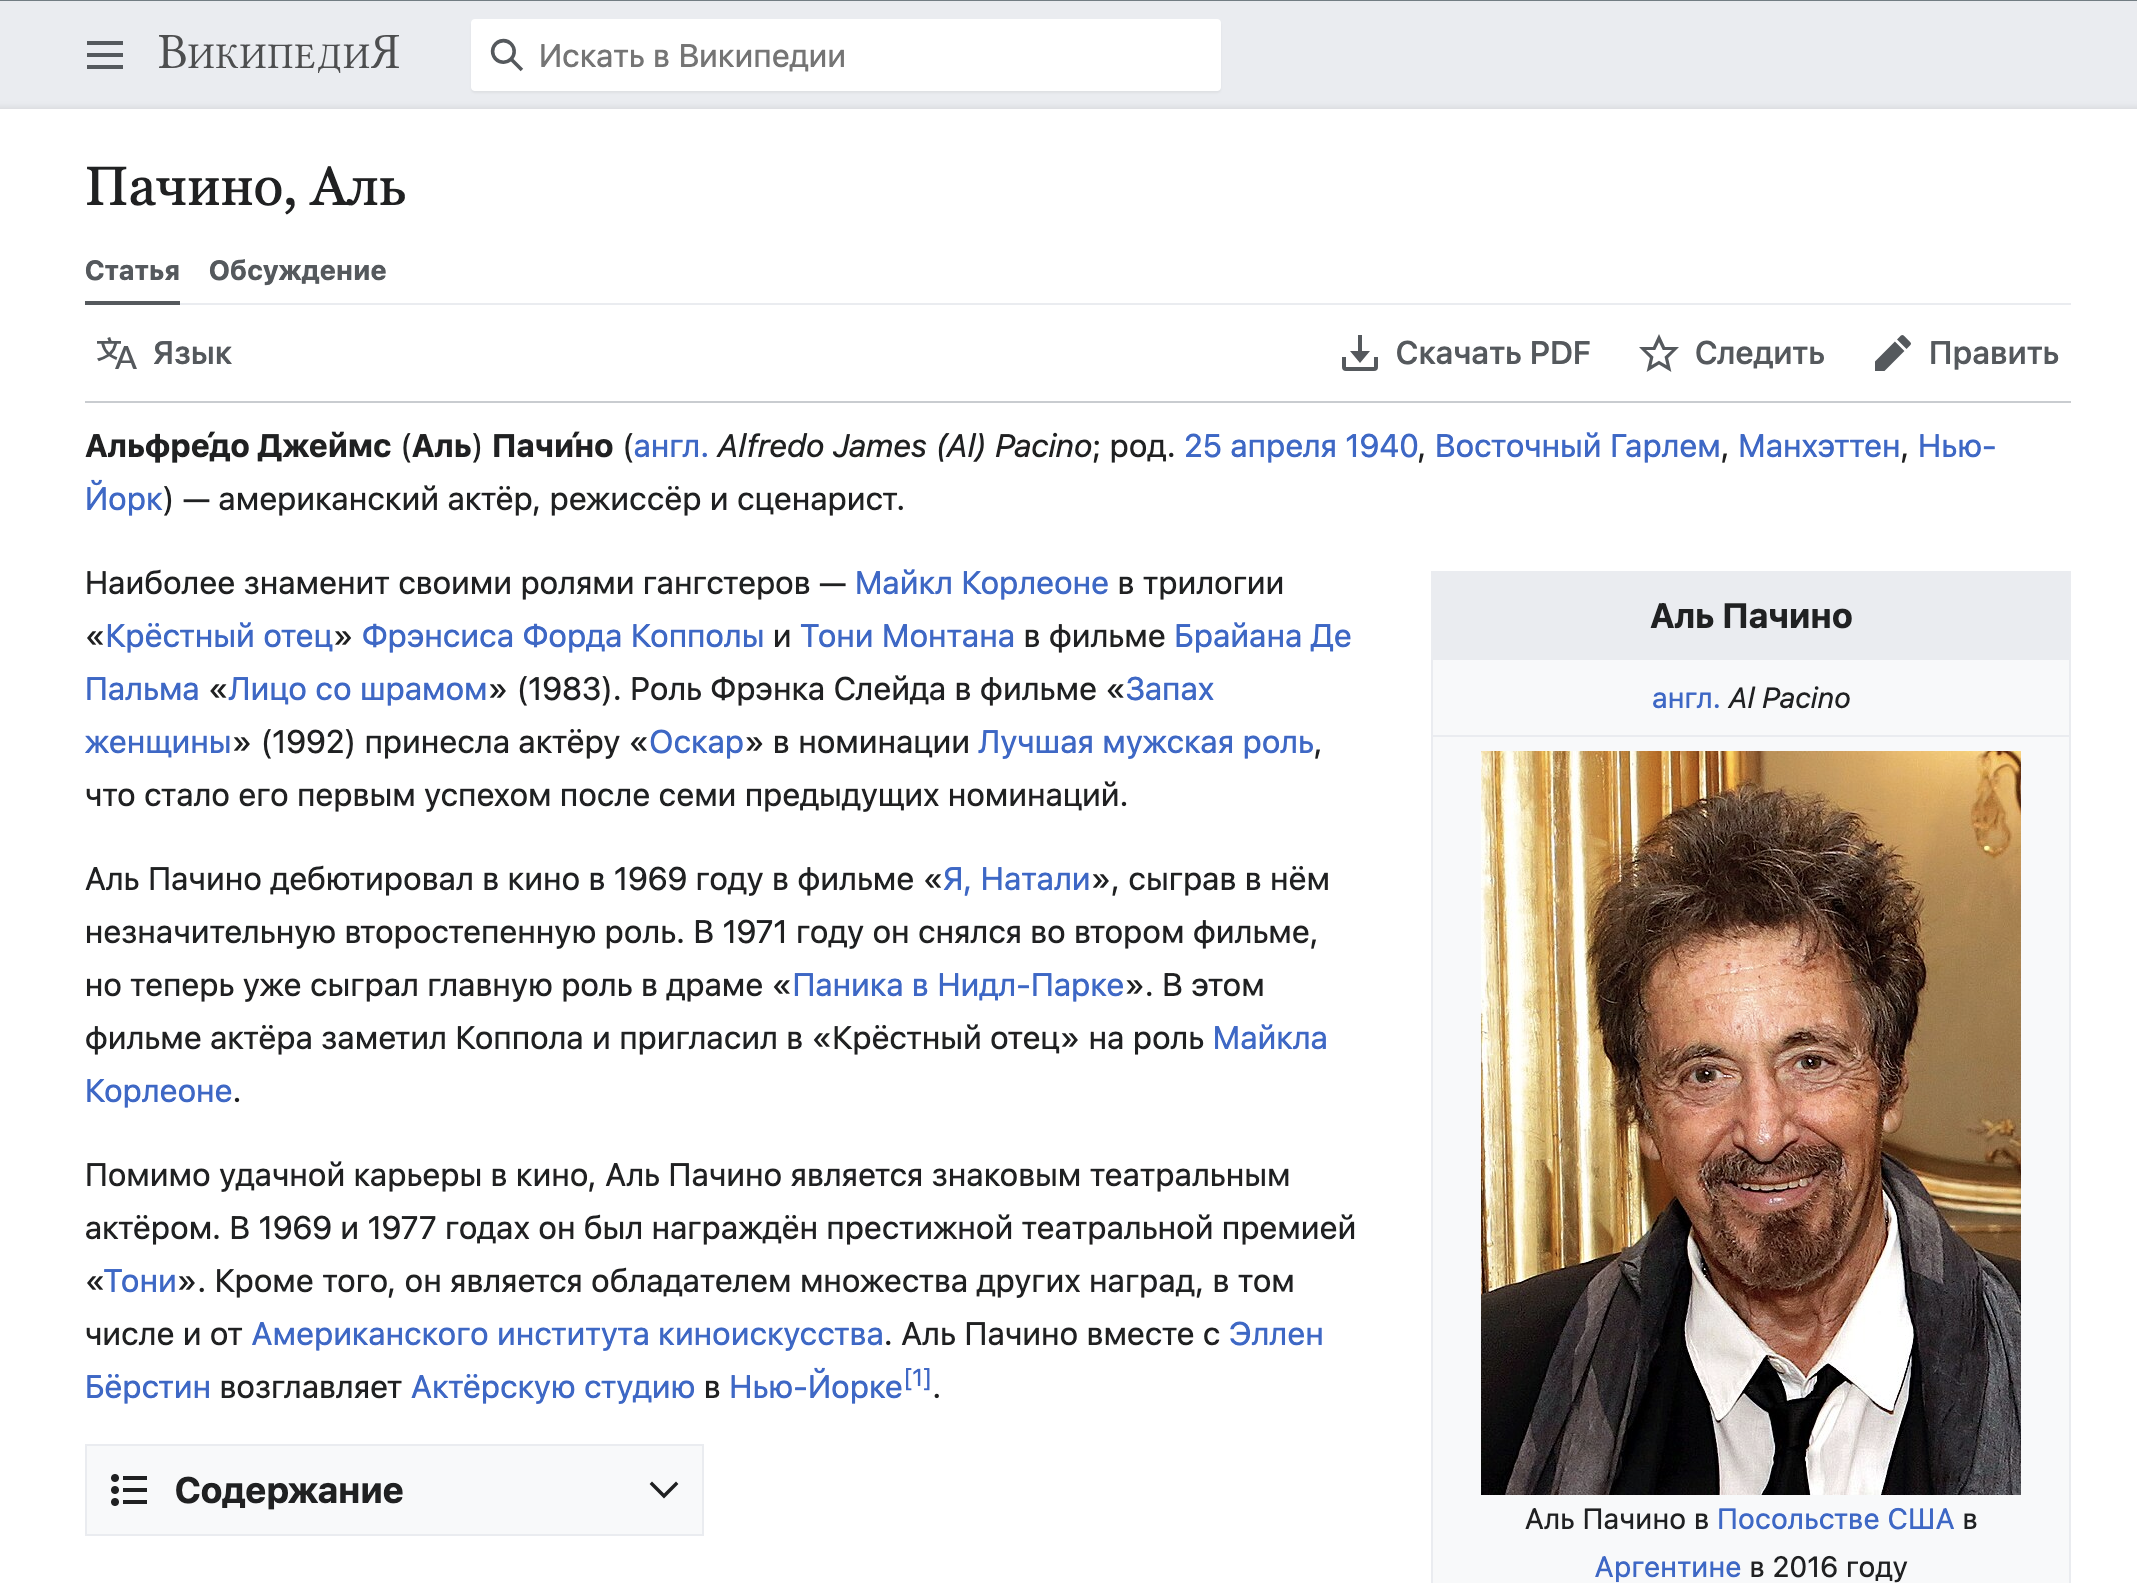 ВикипедиЯ
Искать в Википедии
Пачино, Аль
Статья Обсуждение
Язык Скачать PDF Следить Править
Альфре́до Джеймс (Аль) Пачи́но (англ. Alfredo James (Al) Pacino; род. 25 апреля 1940, Восточный Гарлем, Манхэттен, Нью-
Йорк) — американский актёр, режиссёр и сценарист.
Наиболее знаменит своими ролями гангстеров — Майкл Корлеоне в трилогии
«Крёстный отец» Фрэнсиса Форда Копполы и Тони Монтана в фильме Брайана Де
Пальма «Лицо со шрамом» (1983). Роль Фрэнка Слейда в фильме «Запах
женщины» (1992) принесла актёру «Оскар» в номинации Лучшая мужская роль,
что стало его первым успехом после семи предыдущих номинаций.
Аль Пачино дебютировал в кино в 1969 году в фильме «Я, Натали», сыграв в нём
незначительную второстепенную роль. В 1971 году он снялся во втором фильме,
но теперь уже сыграл главную роль в драме «Паника в Нидл-Парке». В этом
фильме актёра заметил Коппола и пригласил в «Крёстный отец» на роль Майкла
Корлеоне.
Помимо удачной карьеры в кино, Аль Пачино является знаковым театральным
актёром. В 1969 и 1977 годах он был награждён престижной театральной премией
«Тони». Кроме того, он является обладателем множества других наград, в том
числе и от Американского института киноискусства. Аль Пачино вместе с Эллен
Бёрстин возглавляет Актёрскую студию в Нью-Йорке[1].
Содержание
Аль Пачино
англ. Al Pacino
Аль Пачино в Посольстве США в
Аргентине в 2016 году